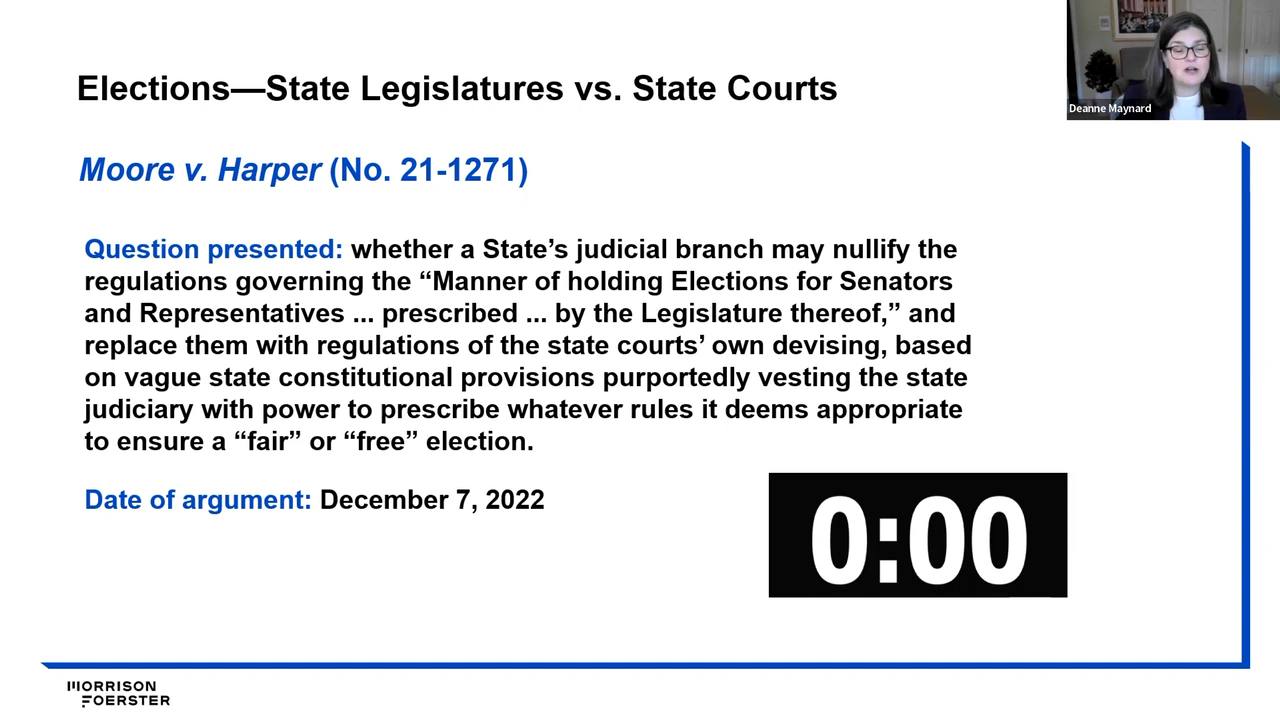 Deanne Maynard
Elections—State Legislatures vs. State Courts
Moore v. Harper (No. 21-1271)
Question presented: whether a State’s judicial branch may nullify the
regulations governing the “Manner of holding Elections for Senators
and Representatives ... prescribed ... by the Legislature thereof,” and
replace them with regulations of the state courts’ own devising, based
on vague state constitutional provisions purportedly vesting the state
judiciary with power to prescribe whatever rules it deems appropriate
to ensure a “fair” or “free” election.
Date of argument: December 7, 2022
0:00
MORRISON
FOERSTER